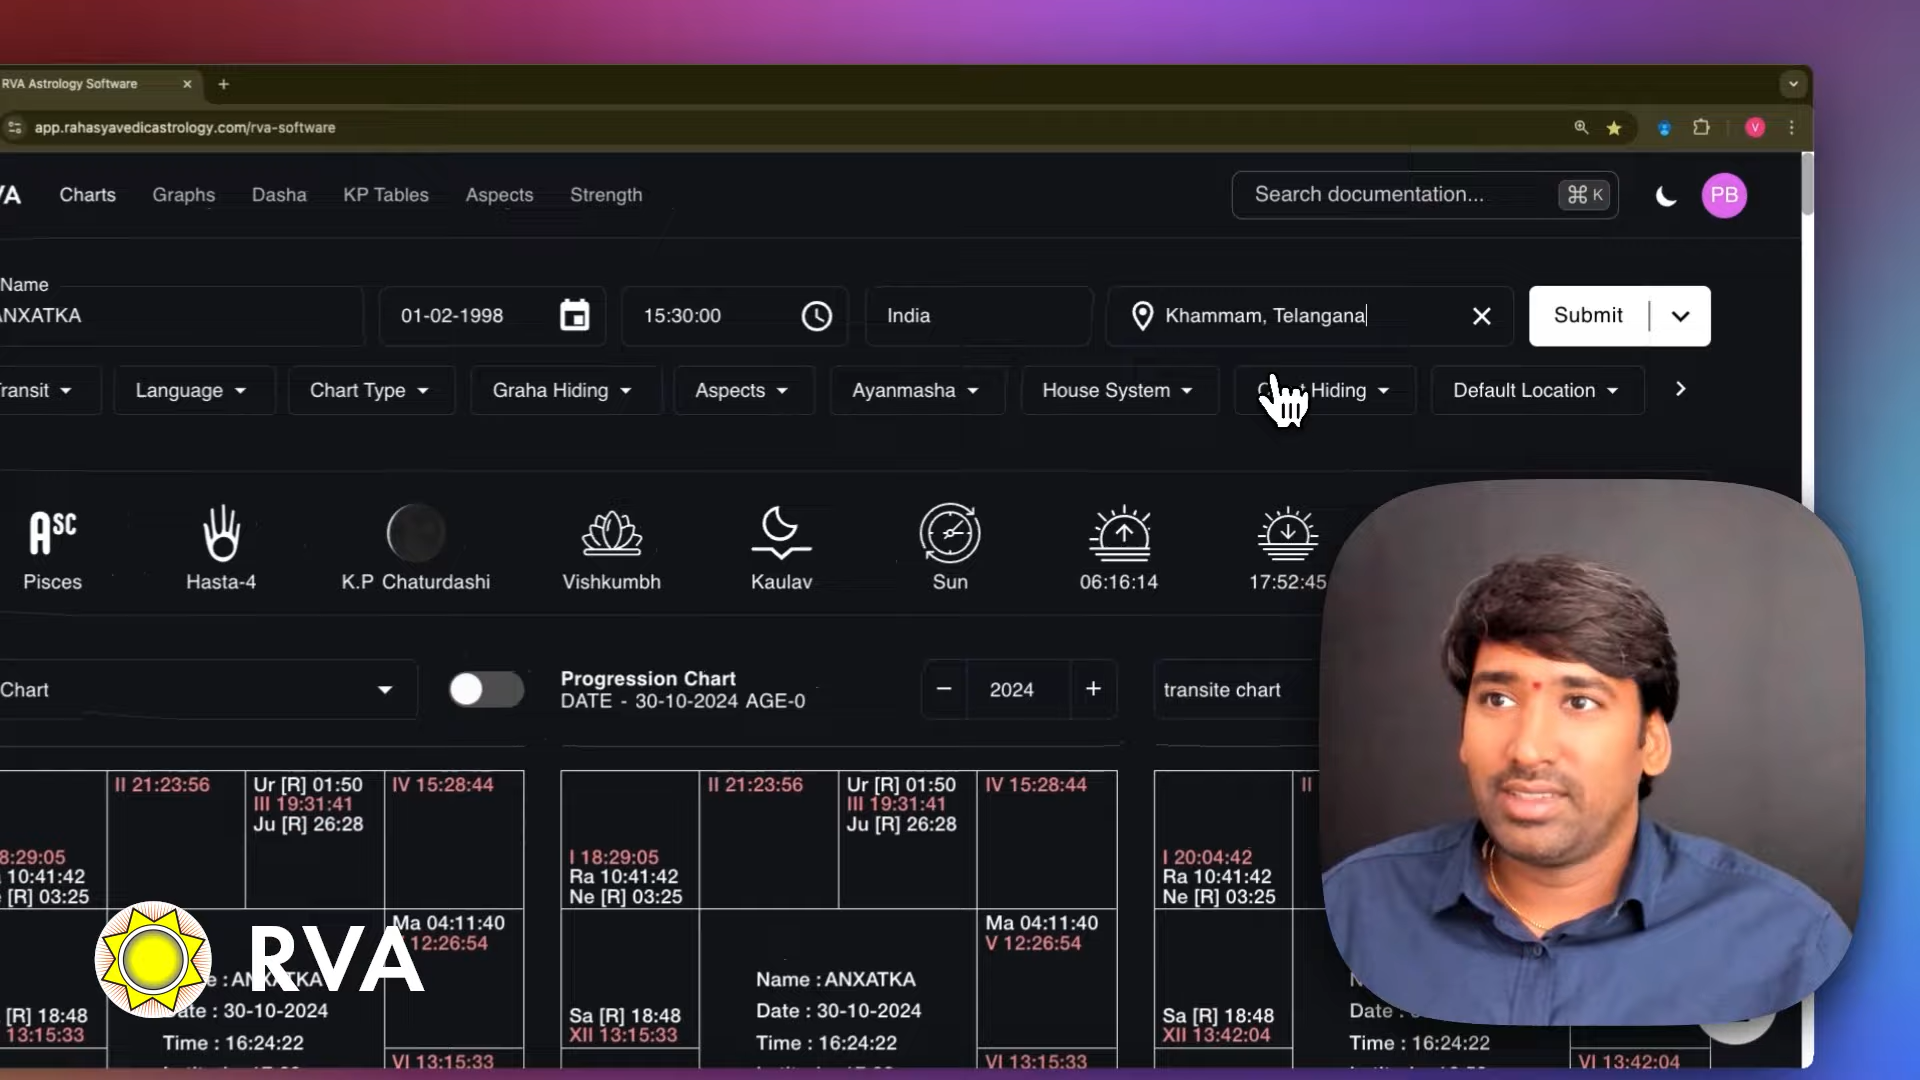 RVA Astrology Software
app.rahasyavedicastrology.com/rva-software
V
VA Charts Graphs Dasha KP Tables Aspects Strength Search documentation... ⌘ K PB
Name
ANXATKA 01-02-1998 15:30:00 India Khammam, Telangana Submit
ransit Language Chart Type Graha Hiding Aspects Ayanmasha House System Hiding Default Location
ASC
Pisces Hasta-4 K.P Chaturdashi Vishkumbh Kaulav Sun 06:16:14 17:52:45
Chart Progression Chart 2024 transite chart
DATE - 30-10-2024 AGE-0
II 21:23:56 Ur [R] 01:50 IV 15:28:44 II 21:23:56 Ur [R] 01:50 IV 15:28:44 II
III 19:31:41 III 19:31:41
Ju [R] 26:28 Ju [R] 26:28
8:29:05 I 18:29:05 I 20:04:42
10:41:42 Ra 10:41:42 Ra 10:41:42
[R] 03:25 Ne [R] 03:25 Ne [R] 03:25
Ma 04:11:40 Ma 04:11:40
12:26:54 V 12:26:54
RVA
e : ANXATKA Name : ANXATKA N
ate : 30-10-2024 Date : 30-10-2024 Date :
[R] 18:48 Sa [R] 18:48 Sa [R] 18:48
13:15:33 XII 13:15:33 XII 13:42:04
Time : 16:24:22 Time : 16:24:22 Time : 16:24:22
VI 13:15:33 VI 13:15:33 VI 13:42:04